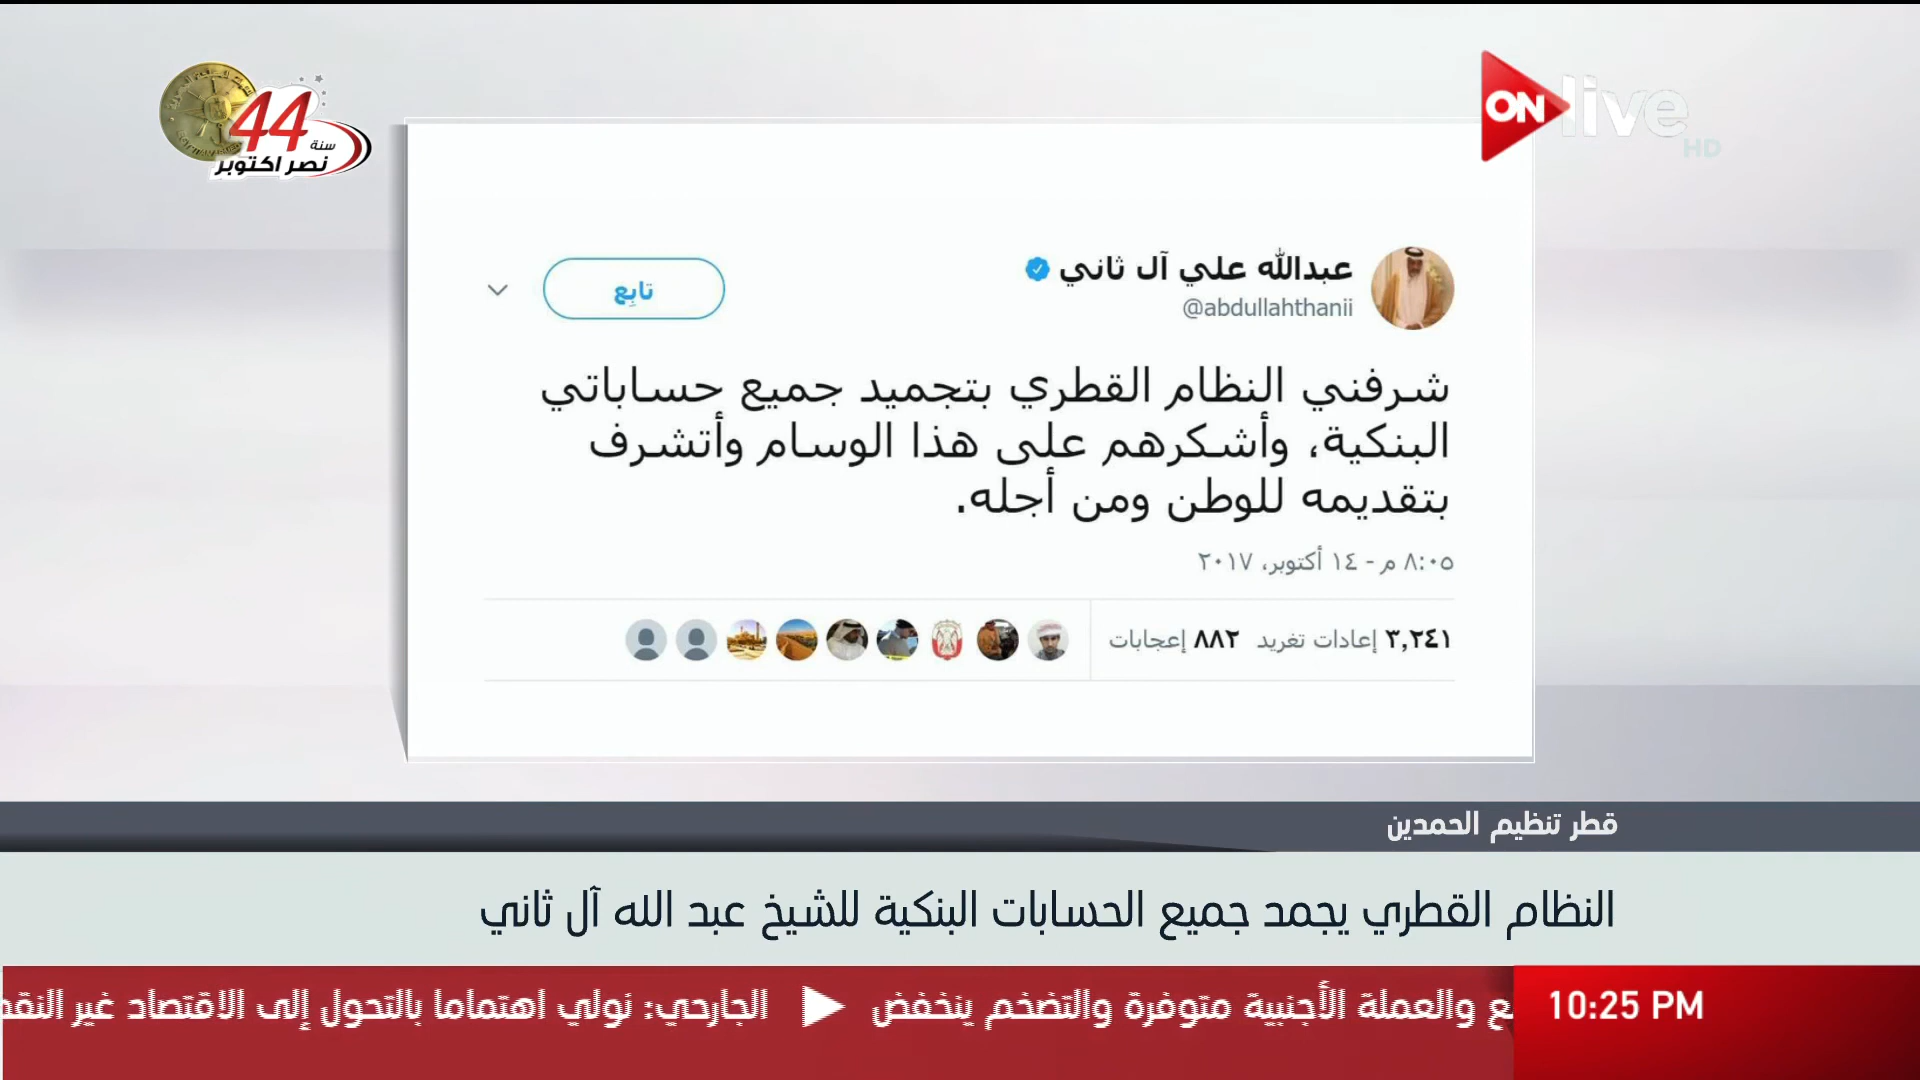 44
سنة
نصر اكتوبر
ON live
HD
عبدالله علي آل ثاني
@abdullahthanii
تابِع
شرفني النظام القطري بتجميد جميع حساباتي
البنكية، وأشكرهم على هذا الوسام وأتشرف
بتقديمه للوطن ومن أجله.
٨:٠٥ م - ١٤ أكتوبر، ٢٠١٧
٣,٢٤١ إعادات تغريد ٨٨٢ إعجابات
قطر تنظيم الحمدين
النظام القطري يجمد جميع الحسابات البنكية للشيخ عبد الله آل ثاني
والعملة الأجنبية متوفرة والتضخم ينخفض الجارحي: نولي اهتماما بالتحول إلى الاقتصاد غير
10:25 PM